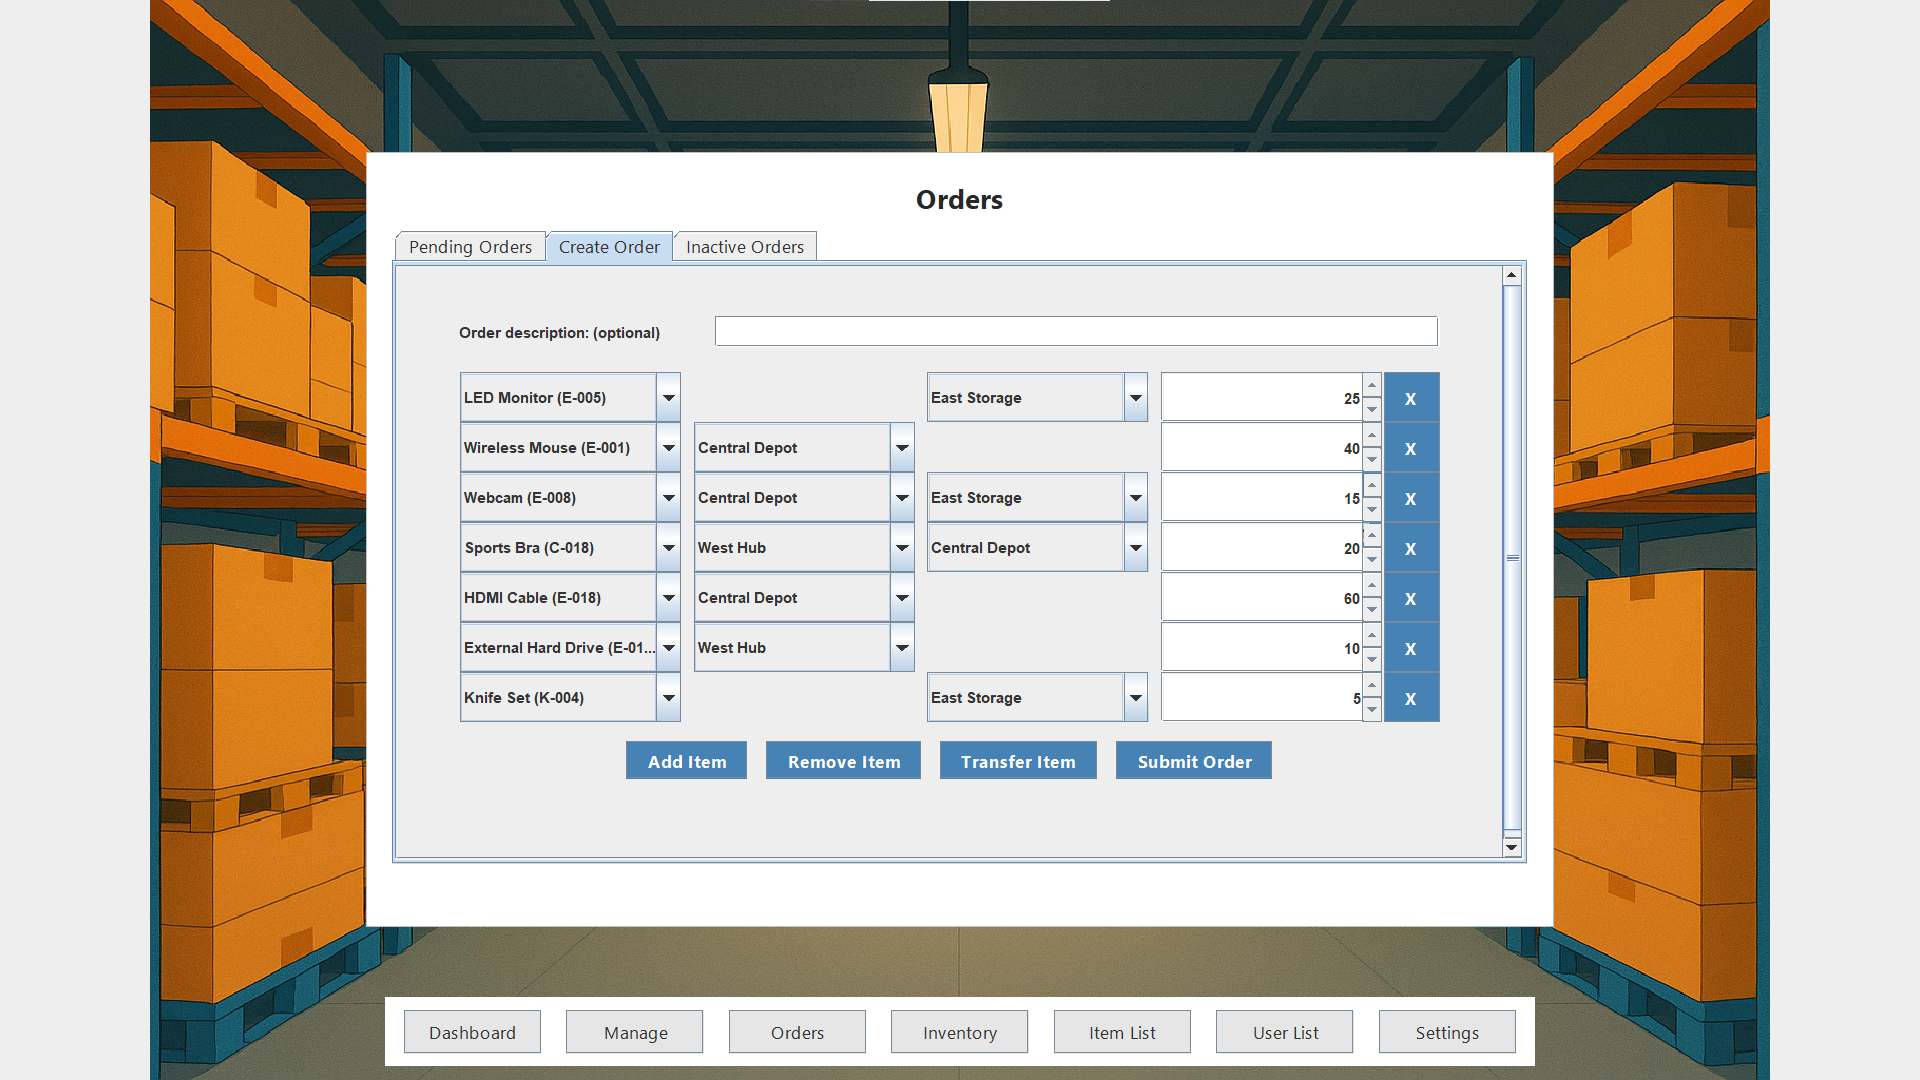 Orders
Pending Orders Create Order Inactive Orders
Order description: (optional)
LED Monitor (E-005) East Storage 25 X
Wireless Mouse (E-001) Central Depot 40 X
Webcam (E-008) Central Depot East Storage 15 X
Sports Bra (C-018) West Hub Central Depot 20 X
HDMI Cable (E-018) Central Depot 60 X
External Hard Drive (E-01... West Hub 10 X
Knife Set (K-004) East Storage 5 X
Add Item Remove Item Transfer Item Submit Order
Dashboard Manage Orders Inventory Item List User List Settings